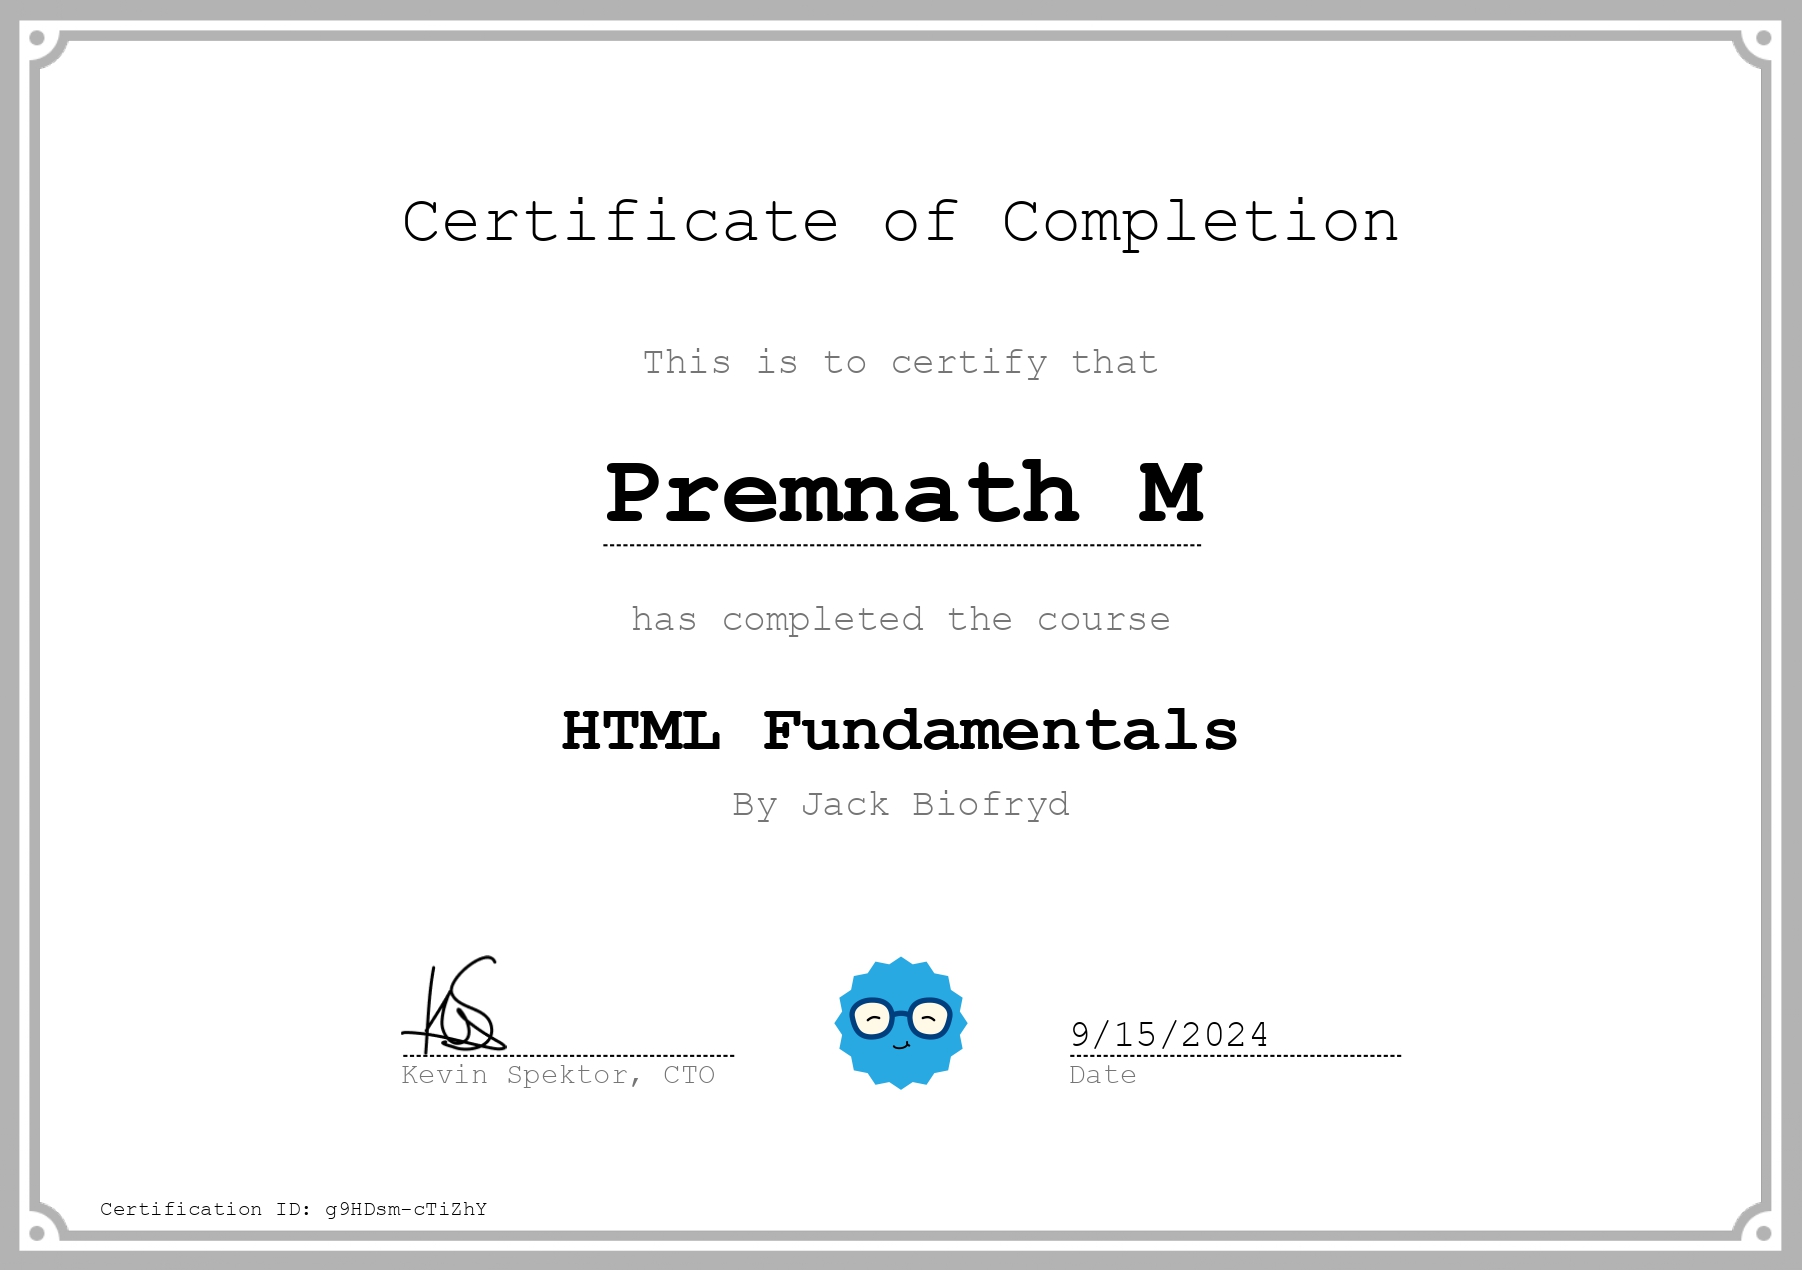 Certificate of Completion
This is to certify that
Premnath M
has completed the course
HTML Fundamentals
By Jack Biofryd
9/15/2024
Kevin Spektor, CTO
Date
Certification ID: g9HDsm-cTiZhY